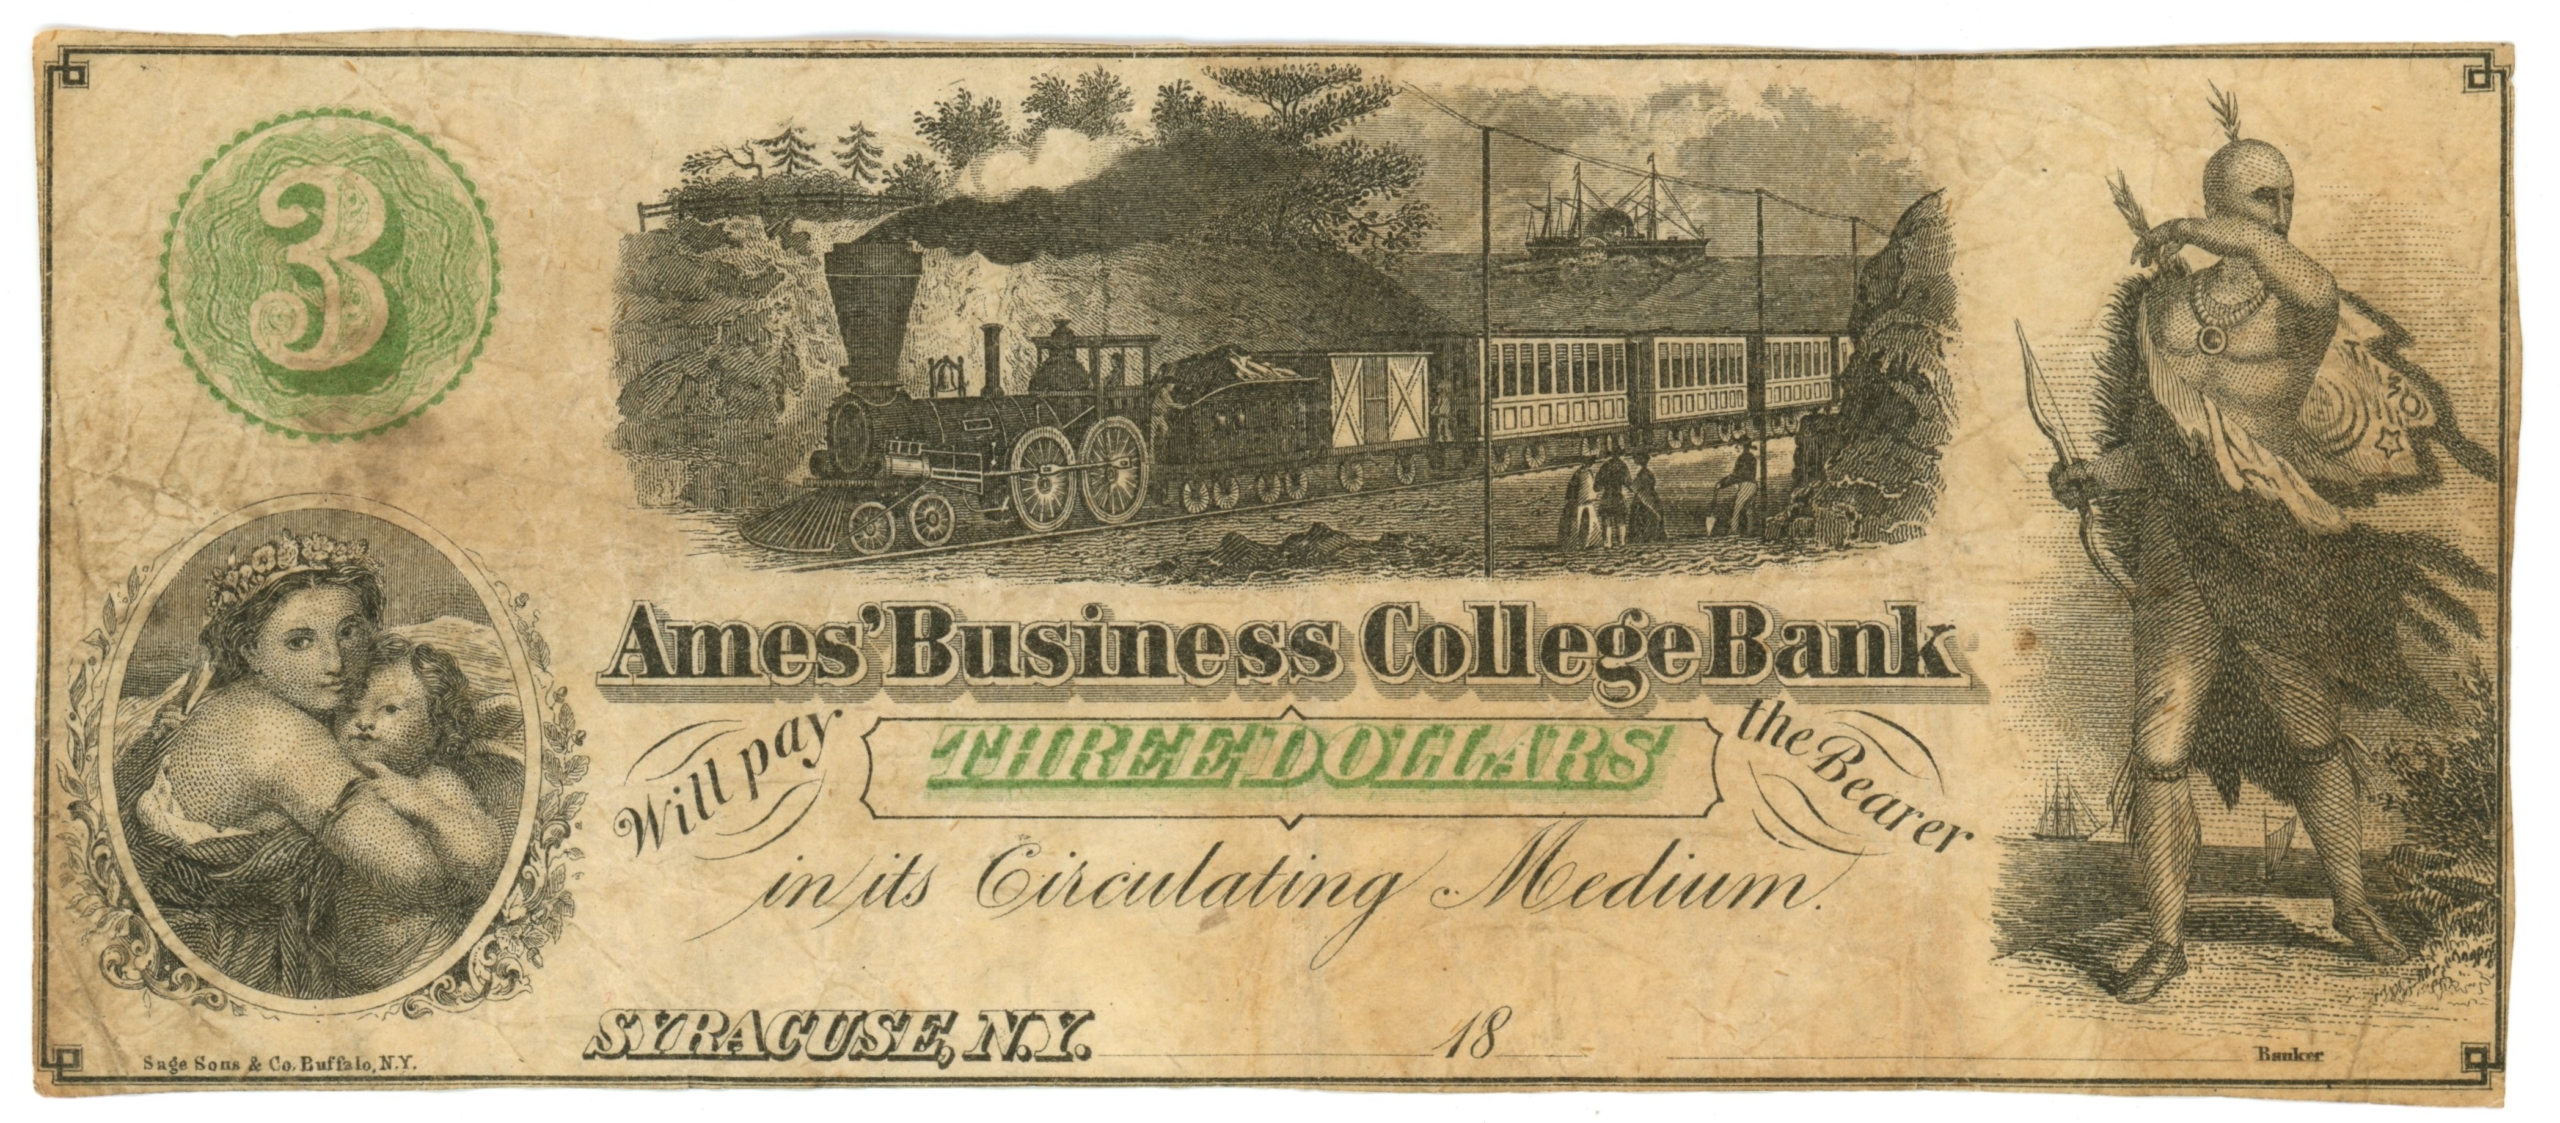 3
Ames' Business College Bank
Will pay THREE DOLLARS the Bearer
in its Circulating Medium.
SYRACUSE, N.Y. 18
Banker
Sage Sons & Co. Buffalo, N.Y.